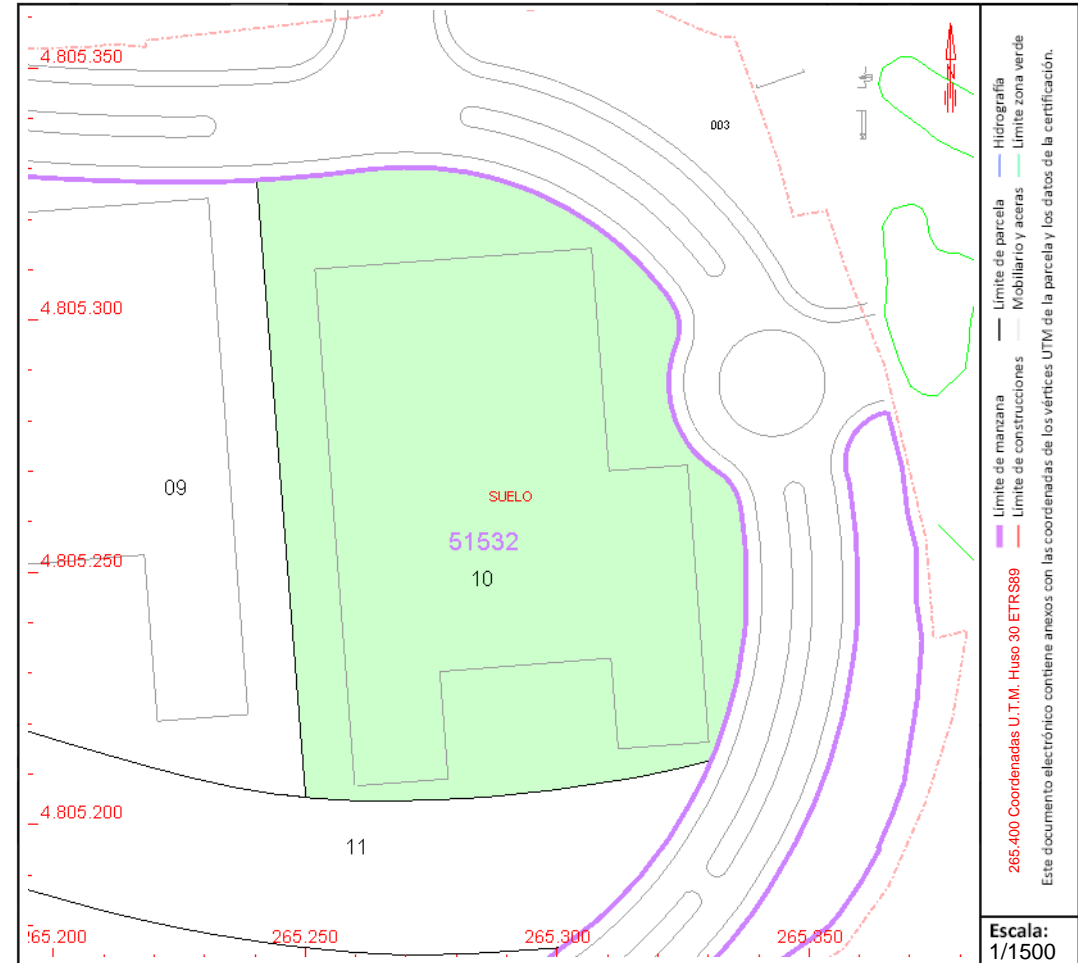 4.805.350
003
4.805.300
09
SUELO
51532
4.805.250
10
4.805.200
11
265.200
265.250
265.300
265.350
N
Límite de manzana
Límite de parcela
Hidrografía
Límite de construcciones
Mobiliario y aceras
Límite zona verde
265.400 Coordenadas U.T.M. Huso 30 ETRS89
Este documento electrónico contiene anexos con las coordenadas de los vértices UTM de la parcela y los datos de la certificación.
Escala:
1/1500